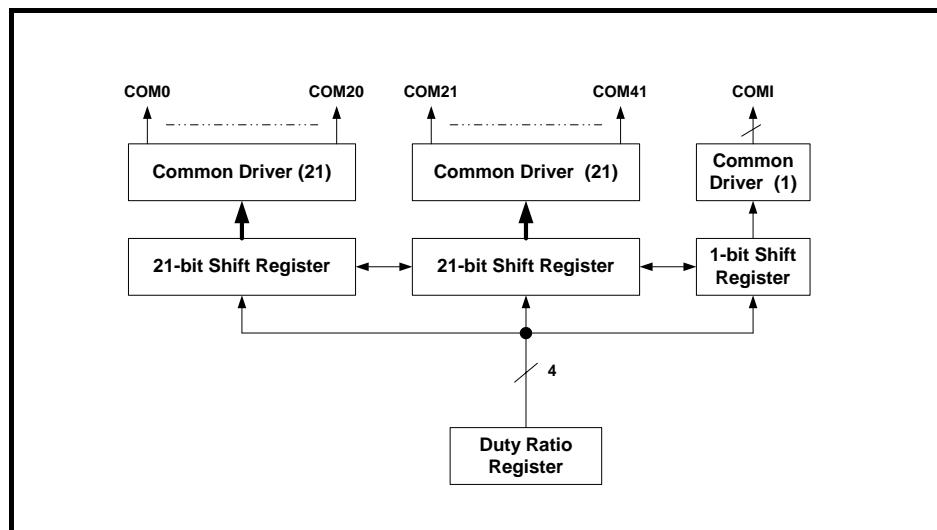 COM0 COM20 COM21 COM41 COMI
Common Driver (21)
Common Driver (21)
Common
Driver (1)
21-bit Shift Register
21-bit Shift Register
1-bit Shift
Register
4
Duty Ratio
Register